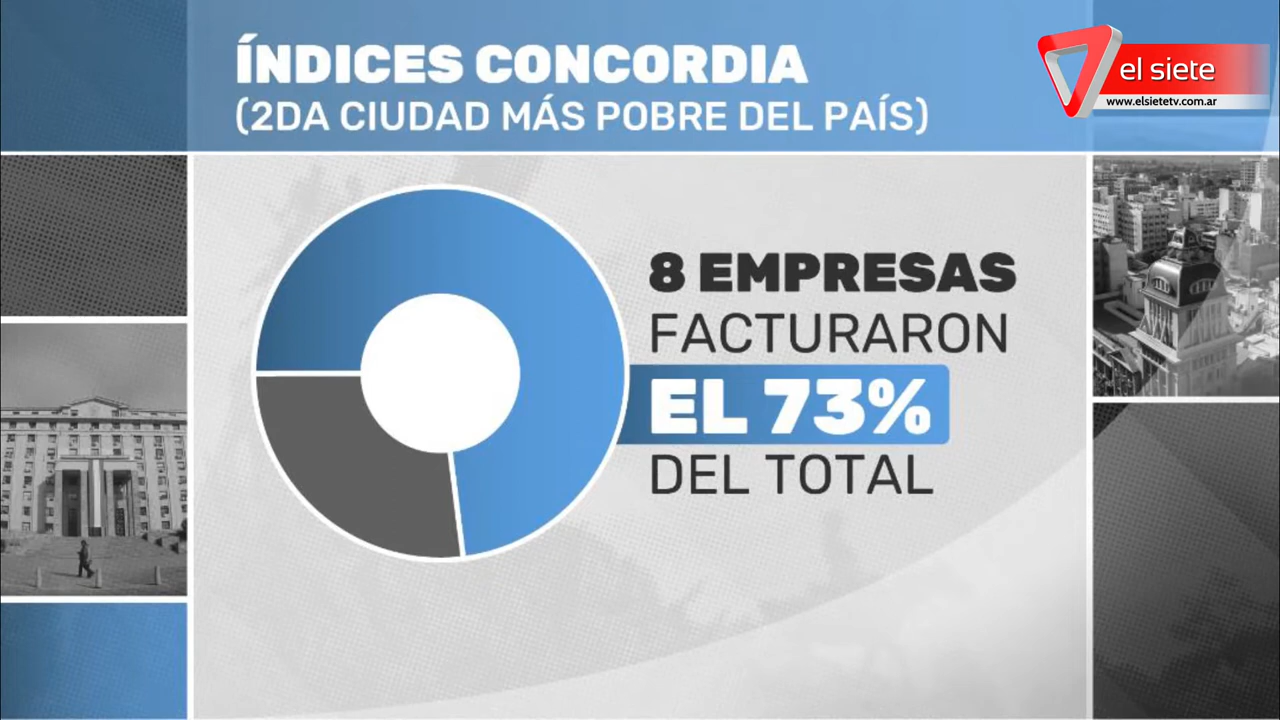 ÍNDICES CONCORDIA
(2DA CIUDAD MÁS POBRE DEL PAÍS)
el siete
www.elsietetv.com.ar
8 EMPRESAS
FACTURARON
EL 73%
DEL TOTAL